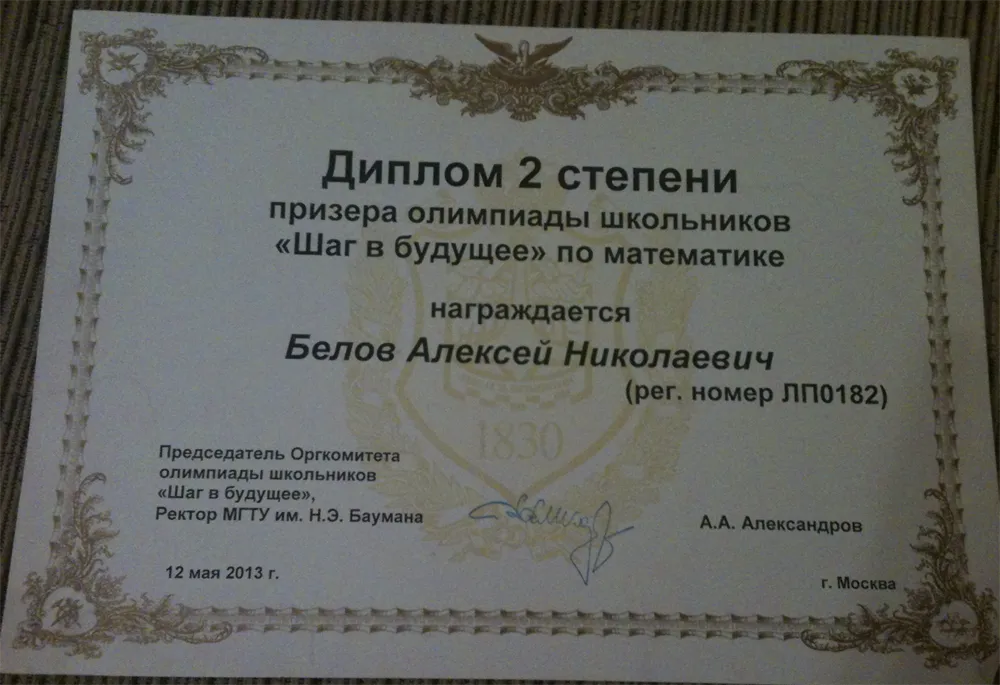 Диплом 2 степени
призера олимпиады школьников
«Шаг в будущее» по математике
награждается
Белов Алексей Николаевич
(рег. номер ЛП0182)
1830
Председатель Оргкомитета
олимпиады школьников
«Шаг в будущее»,
Ректор МГТУ им. Н.Э. Баумана
А.А. Александров
12 мая 2013 г.
г. Москва